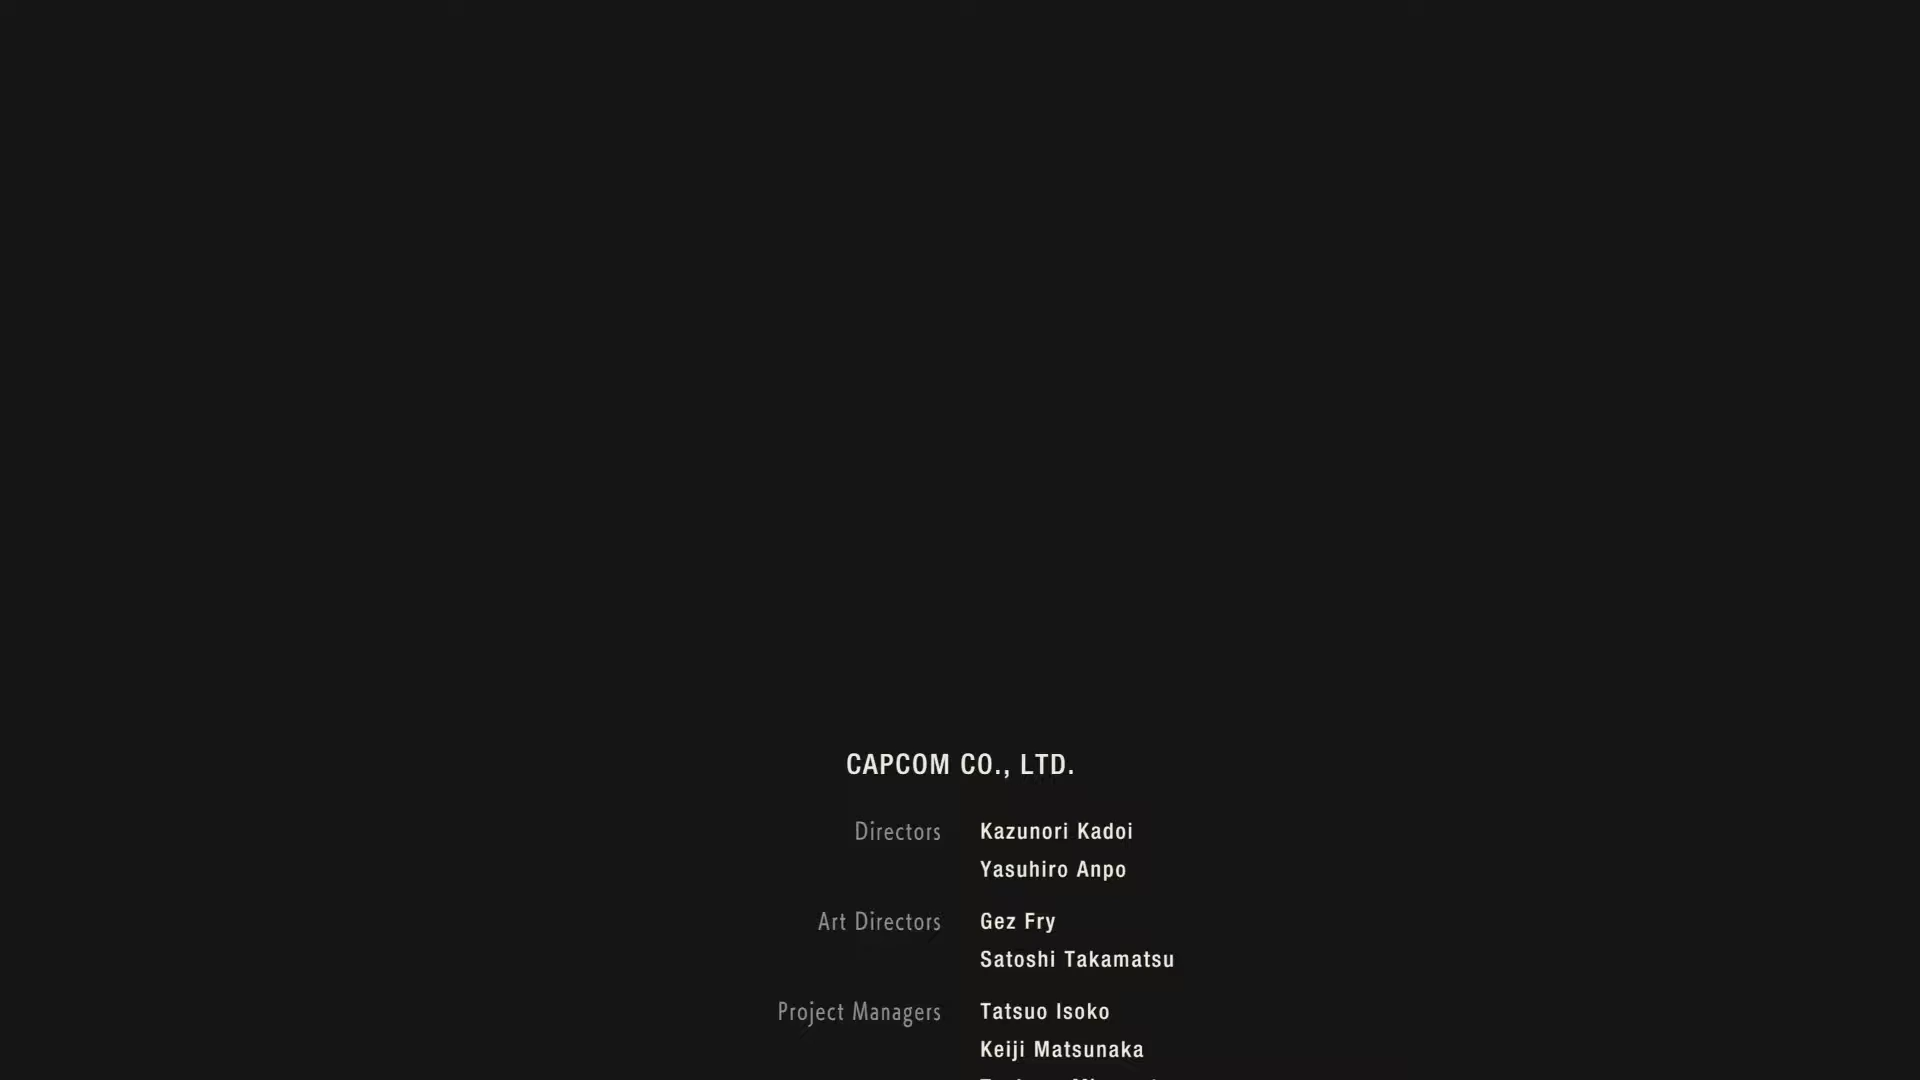 CAPCOM CO., LTD.
Directors Kazunori Kadoi
Yasuhiro Anpo
Art Directors Gez Fry
Satoshi Takamatsu
Project Managers Tatsuo Isoko
Keiji Matsunaka